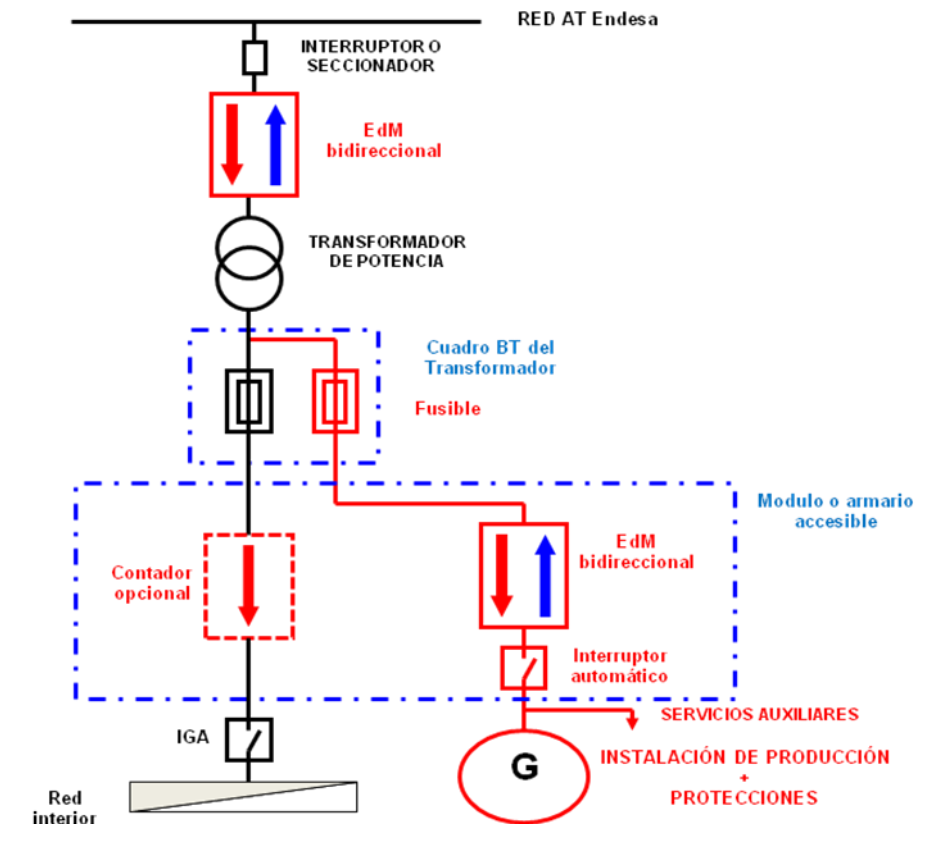 RED AT Endesa
INTERRUPTOR O
SECCIONADOR
EdM
bidireccional
TRANSFORMADOR
DE POTENCIA
Cuadro BT del
Transformador
Fusible
Modulo o armario
accesible
EdM
bidireccional
Contador
opcional
Interruptor
automático
SERVICIOS AUXILIARES
IGA
G
INSTALACIÓN DE PRODUCCIÓN
+
PROTECCIONES
Red
interior